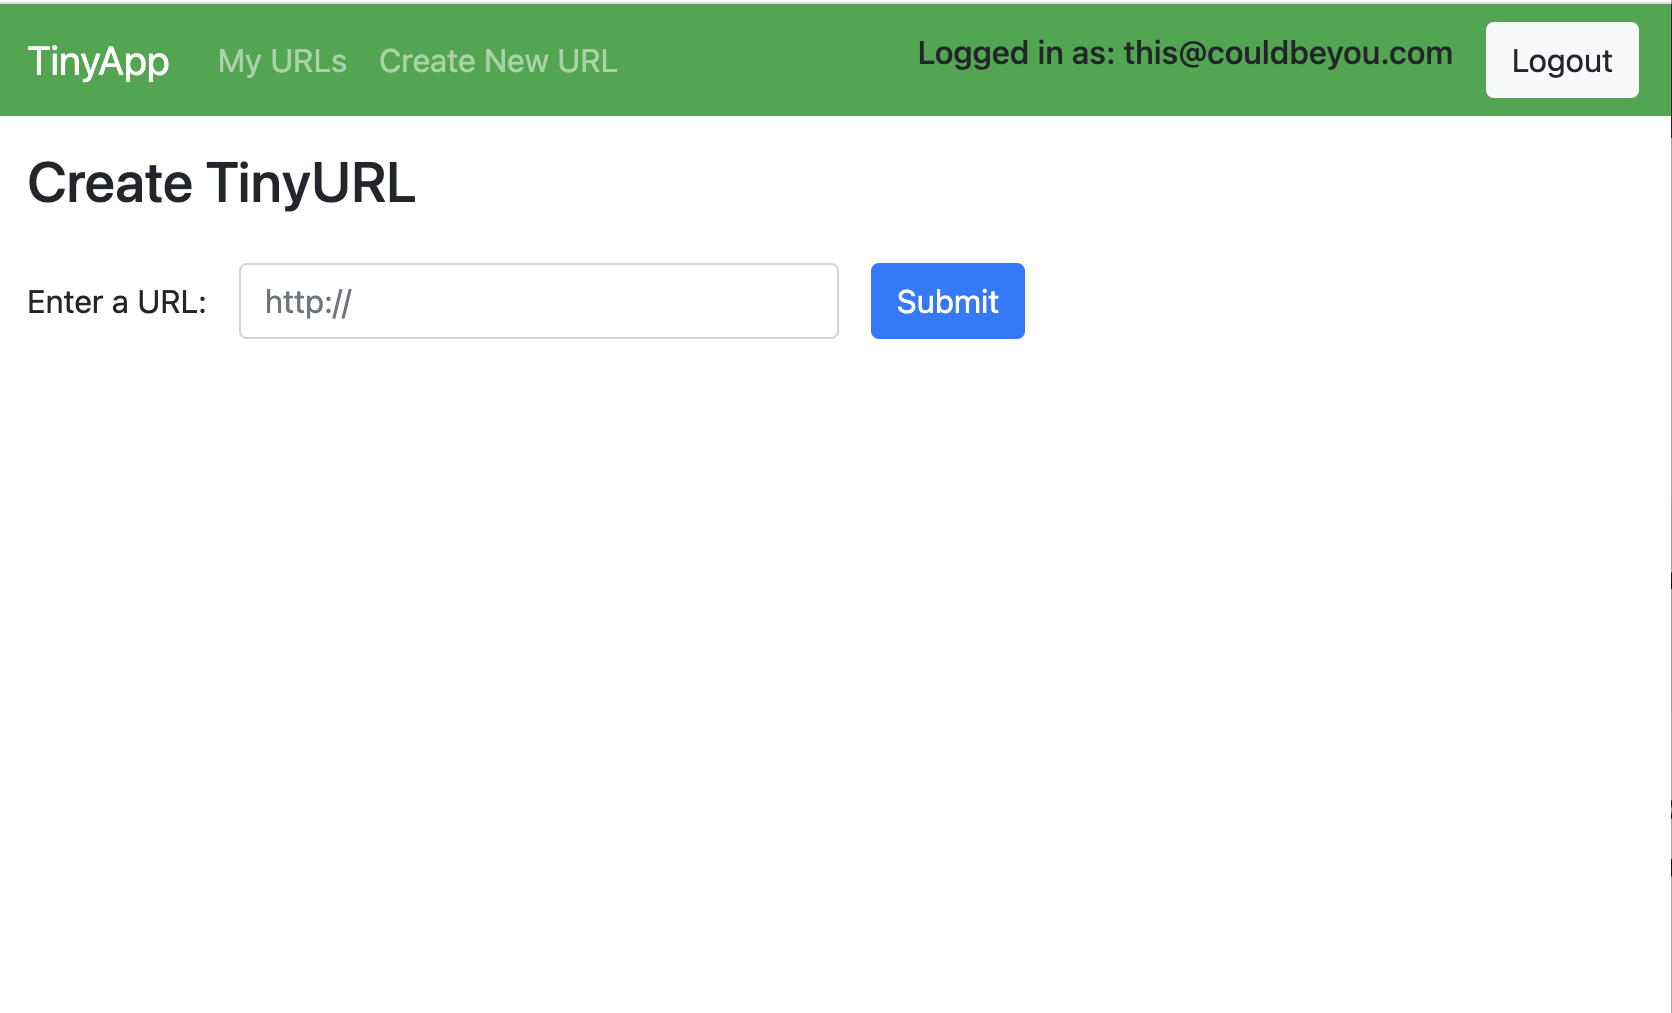 TinyApp My URLs Create New URL Logged in as: this@couldbeyou.com Logout
Create TinyURL
Enter a URL: http:// Submit